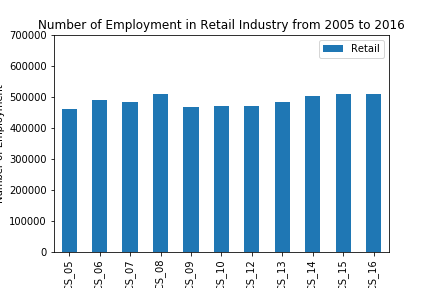 Number of Employment in Retail Industry from 2005 to 2016
Retail
700000
600000
500000
400000
300000
200000
100000
0
Number of Employment
CS_05
CS_06
CS_07
CS_08
CS_09
CS_10
CS_12
CS_13
CS_14
CS_15
CS_16